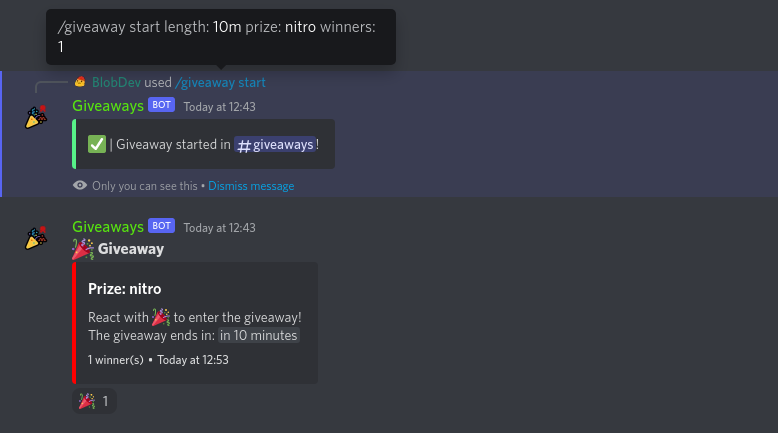 /giveaway start length: 10m prize: nitro winners:
1
BlobDev used /giveaway start
Giveaways BOT Today at 12:43
✅ | Giveaway started in #giveaways!
Only you can see this • Dismiss message
Giveaways BOT Today at 12:43
🎉 Giveaway
Prize: nitro
React with 🎉 to enter the giveaway!
The giveaway ends in: in 10 minutes
1 winner(s) • Today at 12:53
🎉 1